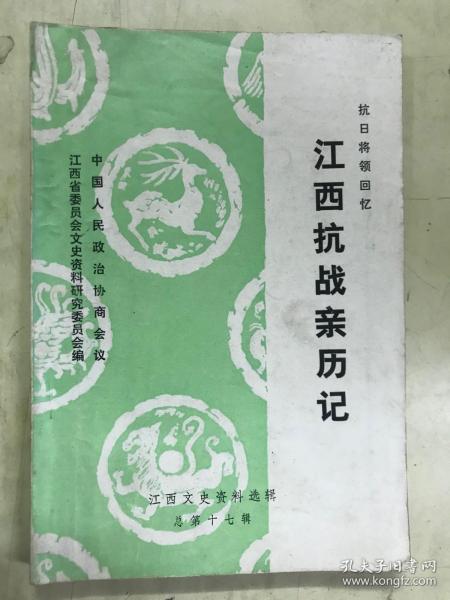 抗日将领回忆
江西抗战亲历记
中国人民政治协商会议
江西省委员会文史资料研究委员会编
江西文史资料选辑
总第十七辑
孔夫子旧书网
www.kongfz.com